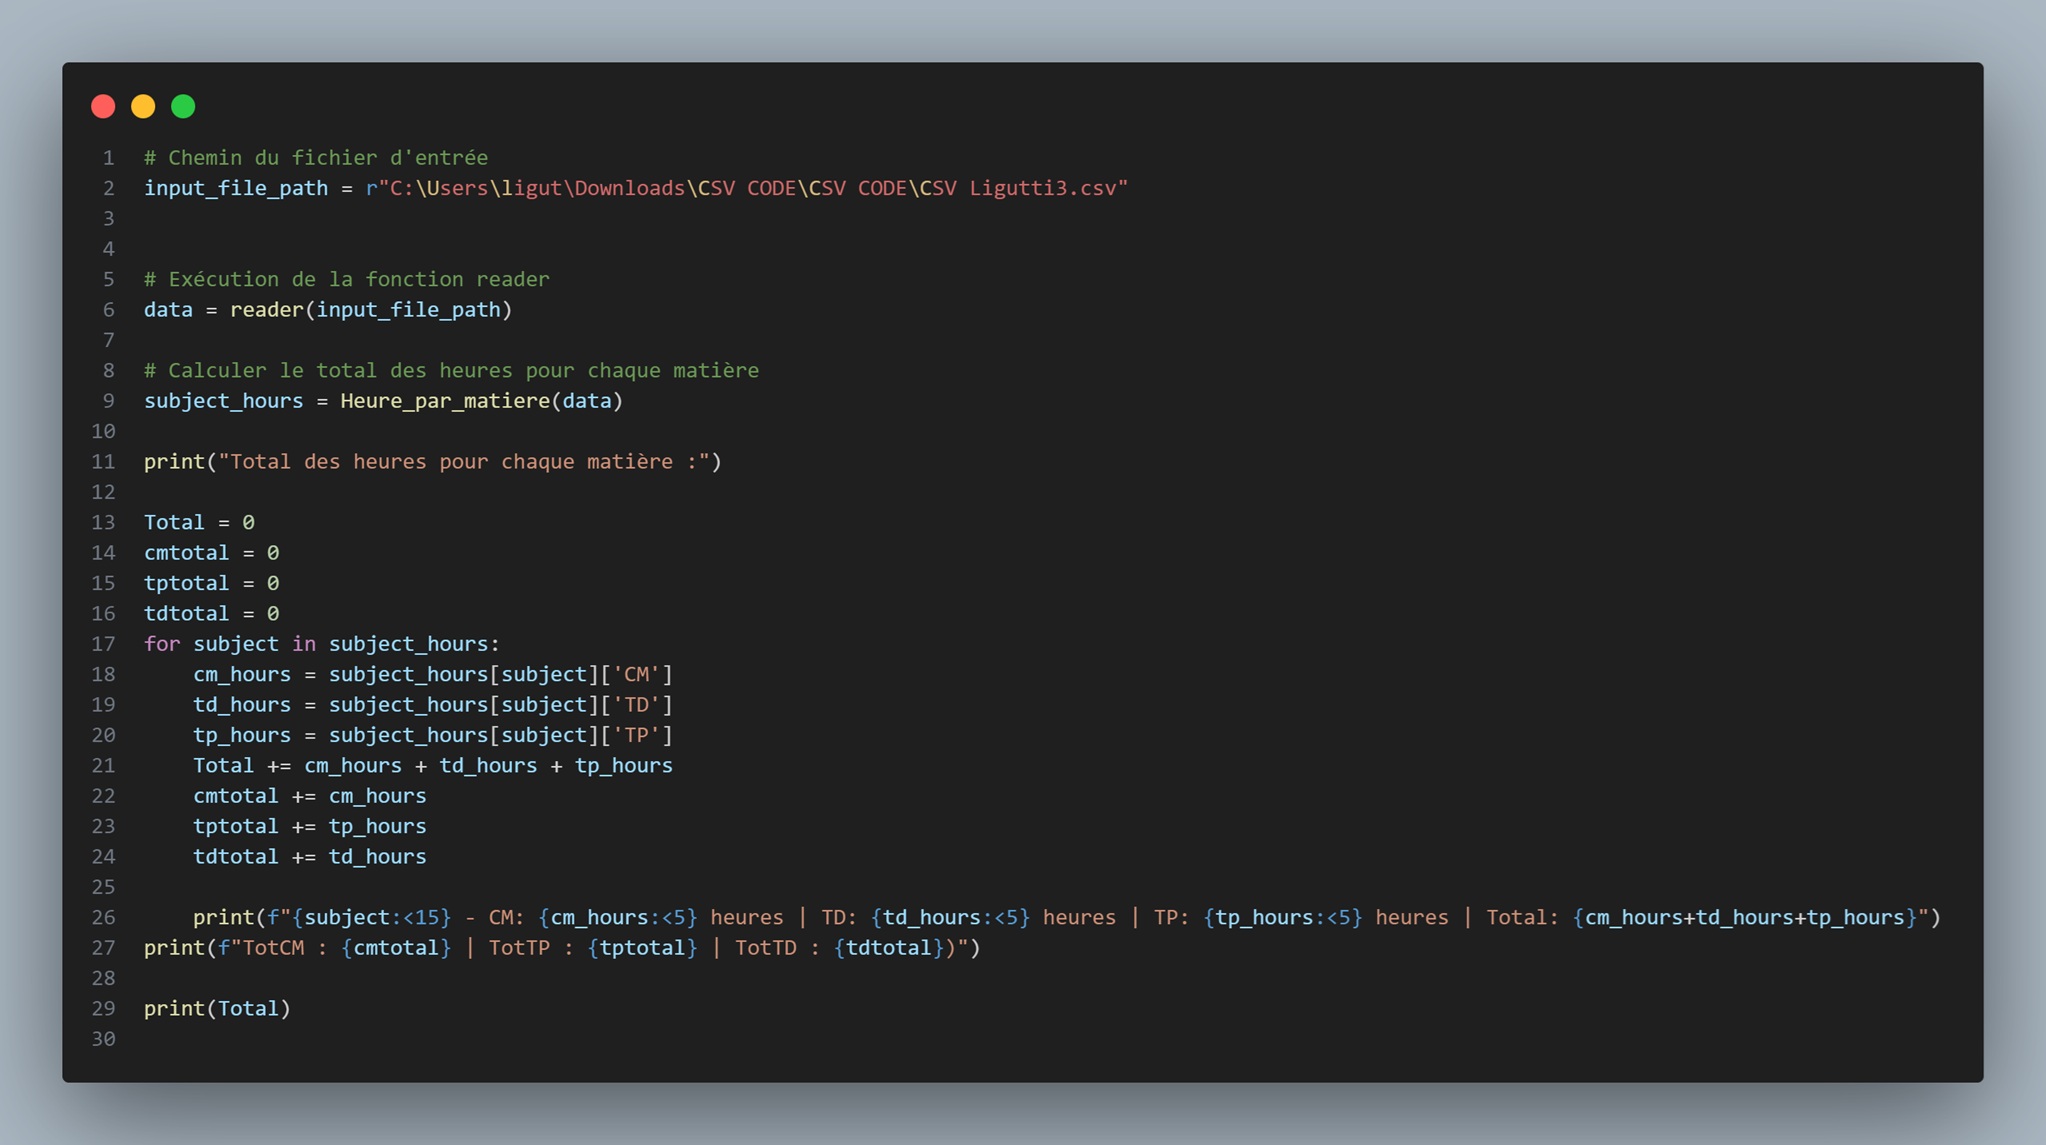 1 # Chemin du fichier d'entrée
2 input_file_path = r"C:\Users\ligut\Downloads\CSV CODE\CSV CODE\CSV Ligutti3.csv"
3
4
5 # Exécution de la fonction reader
6 data = reader(input_file_path)
7
8 # Calculer le total des heures pour chaque matière
9 subject_hours = Heure_par_matiere(data)
10
11 print("Total des heures pour chaque matière :")
12
13 Total = 0
14 cmtotal = 0
15 tptotal = 0
16 tdtotal = 0
17 for subject in subject_hours:
18     cm_hours = subject_hours[subject]['CM']
19     td_hours = subject_hours[subject]['TD']
20     tp_hours = subject_hours[subject]['TP']
21     Total += cm_hours + td_hours + tp_hours
22     cmtotal += cm_hours
23     tptotal += tp_hours
24     tdtotal += td_hours
25
26     print(f"{subject:<15} - CM: {cm_hours:<5} heures | TD: {td_hours:<5} heures | TP: {tp_hours:<5} heures | Total: {cm_hours+td_hours+tp_hours}")
27 print(f"TotCM : {cmtotal} | TotTP : {tptotal} | TotTD : {tdtotal})")
28
29 print(Total)
30